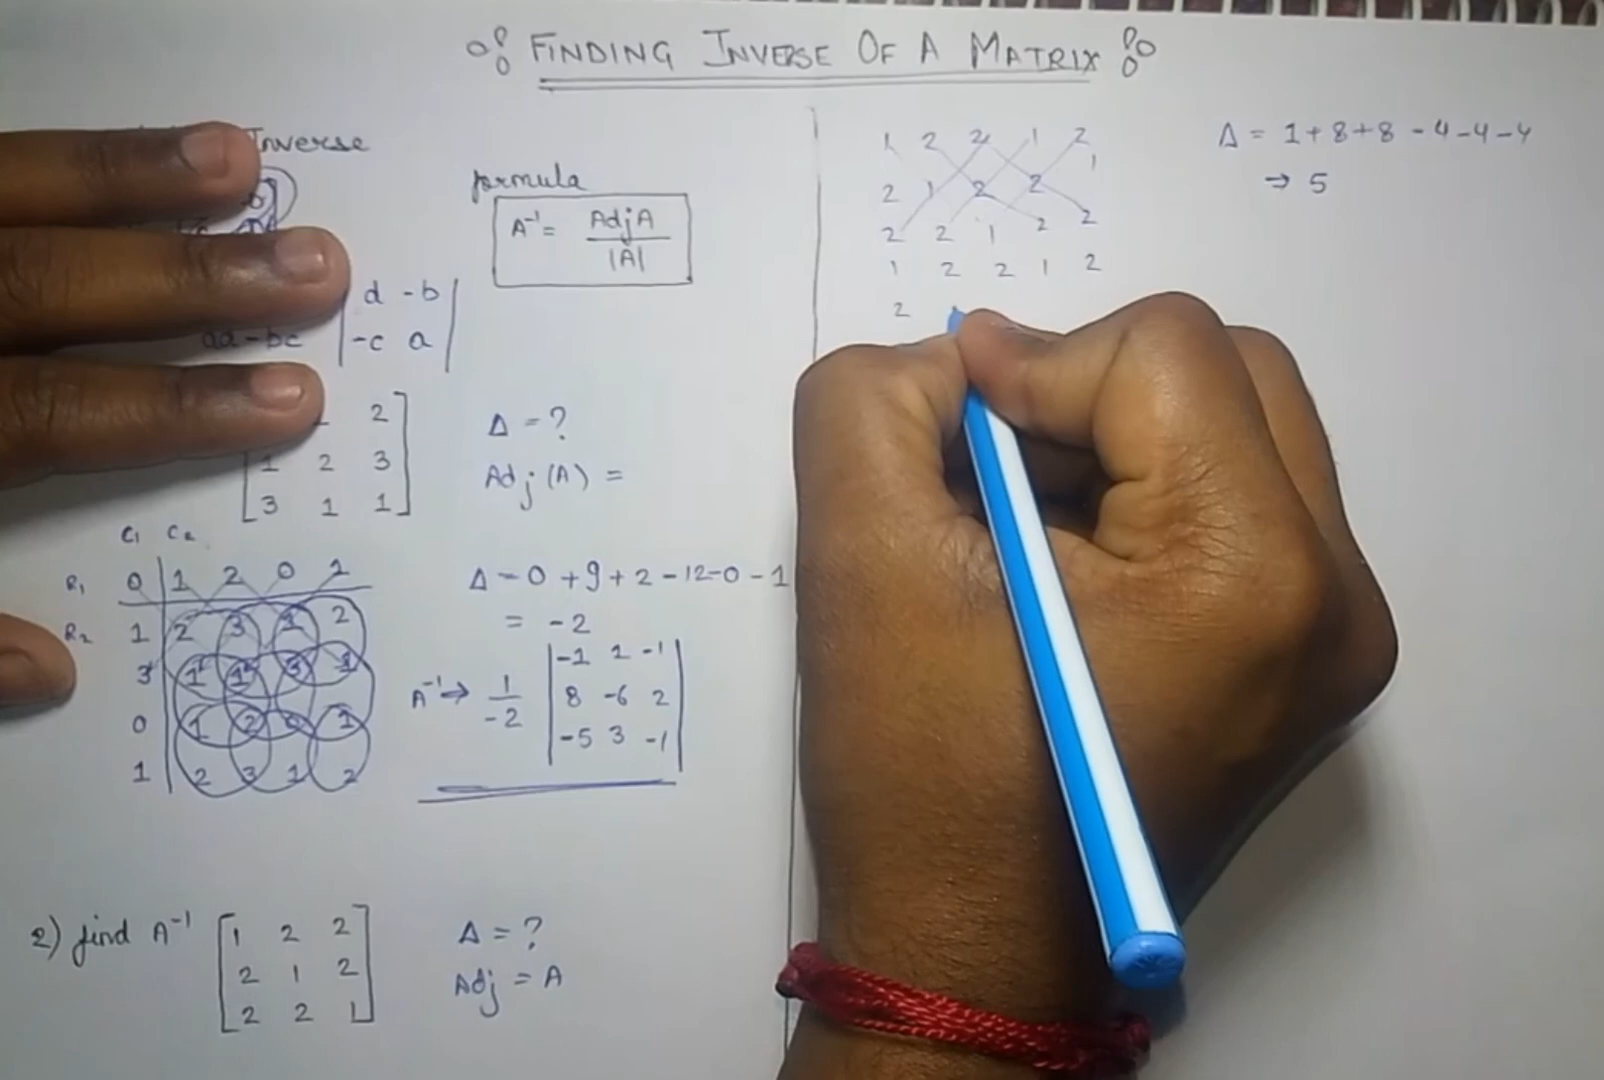 FINDING INVERSE OF A MATRIX
Inverse
formula
A⁻¹ = AdjA
|A|
d -b
-c a
2
1 2 3
3 1 1
Δ = ?
Adj (A) =
C₁ C₂
R₁ 0 1 2 0 1
R₂ 1 2 3 1 2
3 1 1 3 1
0 1 2 0 1
1 2 3 1 2
Δ = 0 + 9 + 2 - 12 - 0 - 1
= -2
A⁻¹ → 1
-2
-1 1 -1
8 -6 2
-5 3 -1
2) find A⁻¹
1 2 2
2 1 2
2 2 1
Δ = ?
Adj = A
1 2 2 1 2
2 1 2 2 1
2 2 1 2 2
1 2 2 1 2
2
Δ = 1 + 8 + 8 - 4 - 4 - 4
→ 5